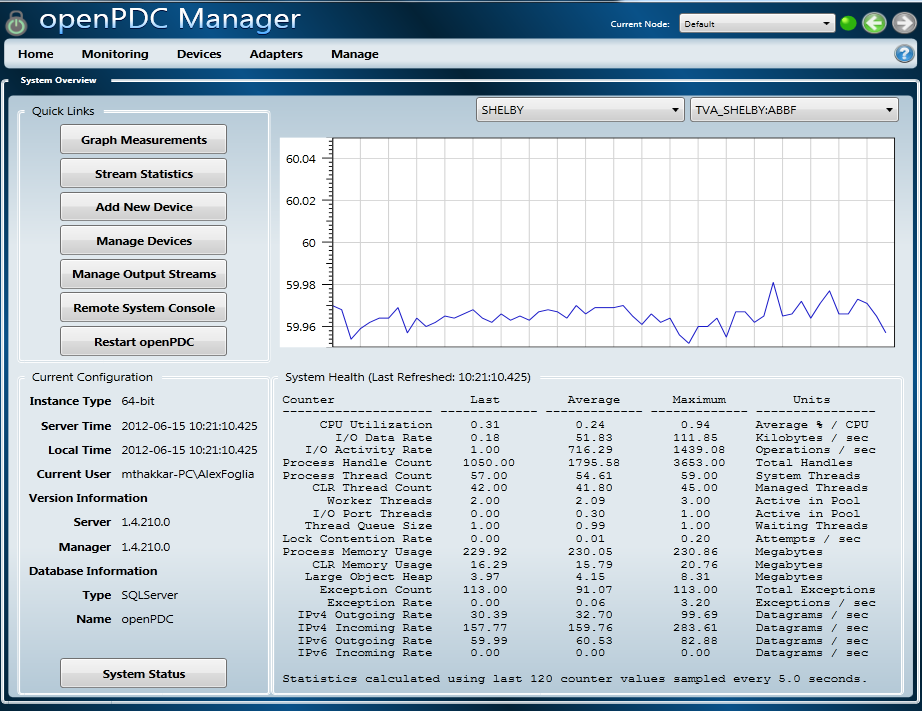 openPDC Manager
Current Node: Default
Home Monitoring Devices Adapters Manage
?
System Overview
Quick Links
Graph Measurements
Stream Statistics
Add New Device
Manage Devices
Manage Output Streams
Remote System Console
Restart openPDC
SHELBY TVA_SHELBY:ABBF
60.04
60.02
60
59.98
59.96
Current Configuration
Instance Type 64-bit
Server Time 2012-06-15 10:21:10.425
Local Time 2012-06-15 10:21:10.425
Current User mthakkar-PC\AlexFoglia
Version Information
Server 1.4.210.0
Manager 1.4.210.0
Database Information
Type SQLServer
Name openPDC
System Status
System Health (Last Refreshed: 10:21:10.425)
Counter Last Average Maximum Units
-------------------- ------------- ------------- ------------- ----------------
CPU Utilization 0.31 0.24 0.94 Average % / CPU
I/O Data Rate 0.18 51.83 111.85 Kilobytes / sec
I/O Activity Rate 1.00 716.29 1439.08 Operations / sec
Process Handle Count 1050.00 1795.58 3653.00 Total Handles
Process Thread Count 57.00 54.61 59.00 System Threads
CLR Thread Count 42.00 41.80 45.00 Managed Threads
Worker Threads 2.00 2.09 3.00 Active in Pool
I/O Port Threads 0.00 0.30 1.00 Active in Pool
Thread Queue Size 1.00 0.99 1.00 Waiting Threads
Lock Contention Rate 0.00 0.01 0.20 Attempts / sec
Process Memory Usage 229.92 230.05 230.86 Megabytes
CLR Memory Usage 16.29 15.79 20.76 Megabytes
Large Object Heap 3.97 4.15 8.31 Megabytes
Exception Count 113.00 91.07 113.00 Total Exceptions
Exception Rate 0.00 0.06 3.20 Exceptions / sec
IPv4 Outgoing Rate 30.39 32.70 99.69 Datagrams / sec
IPv4 Incoming Rate 157.77 159.76 283.61 Datagrams / sec
IPv6 Outgoing Rate 59.99 60.53 82.88 Datagrams / sec
IPv6 Incoming Rate 0.00 0.00 0.00 Datagrams / sec
Statistics calculated using last 120 counter values sampled every 5.0 seconds.